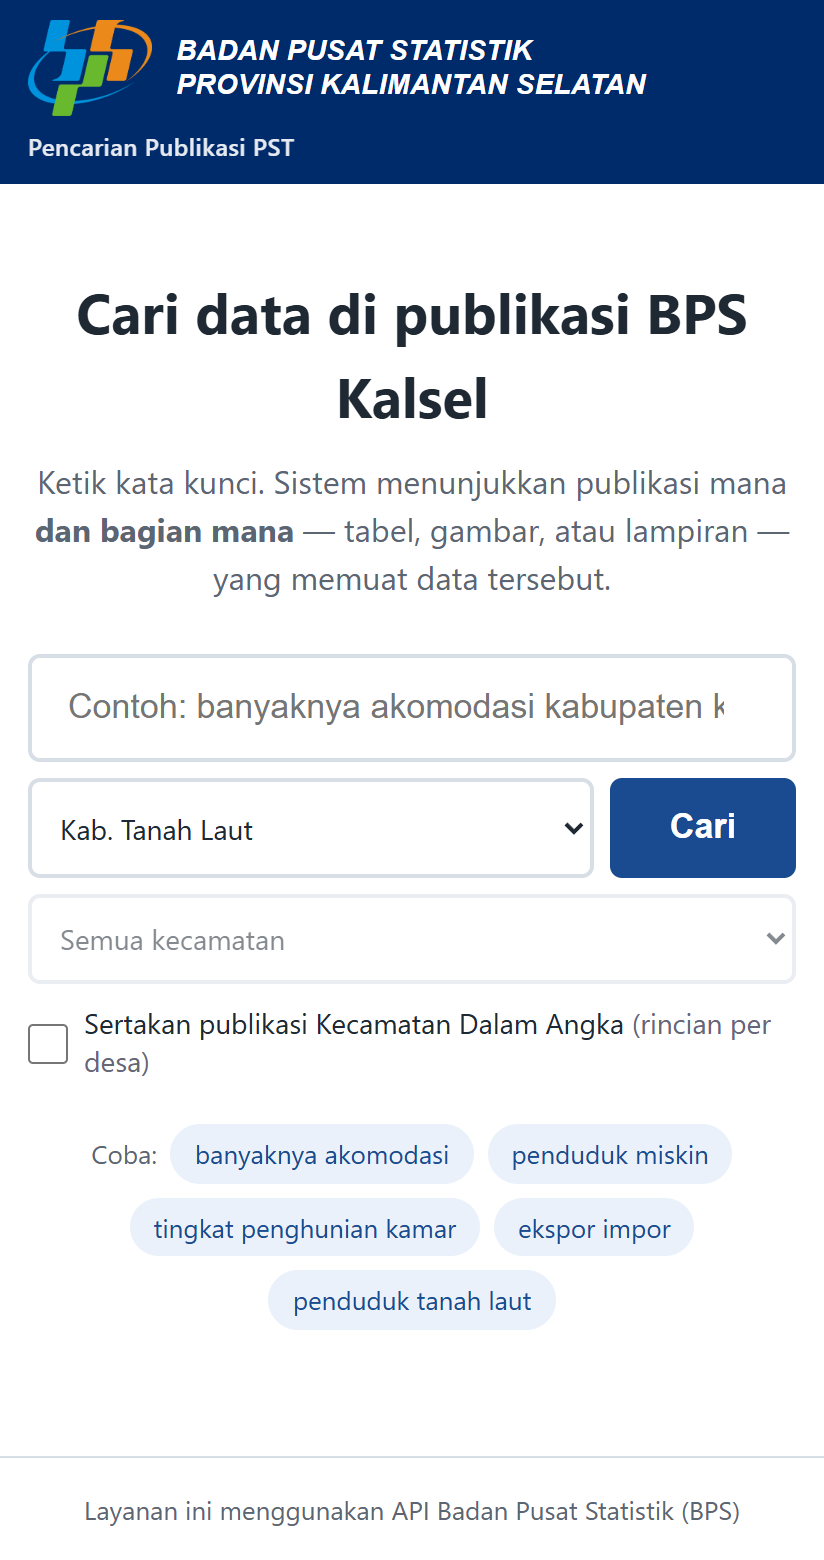 BADAN PUSAT STATISTIK
PROVINSI KALIMANTAN SELATAN
Pencarian Publikasi PST
Cari data di publikasi BPS
Kalsel
Ketik kata kunci. Sistem menunjukkan publikasi mana
dan bagian mana — tabel, gambar, atau lampiran —
yang memuat data tersebut.
Contoh: banyaknya akomodasi kabupaten k
Kab. Tanah Laut
Cari
Semua kecamatan
Sertakan publikasi Kecamatan Dalam Angka (rincian per
desa)
Coba: banyaknya akomodasi penduduk miskin
tingkat penghunian kamar ekspor impor
penduduk tanah laut
Layanan ini menggunakan API Badan Pusat Statistik (BPS)